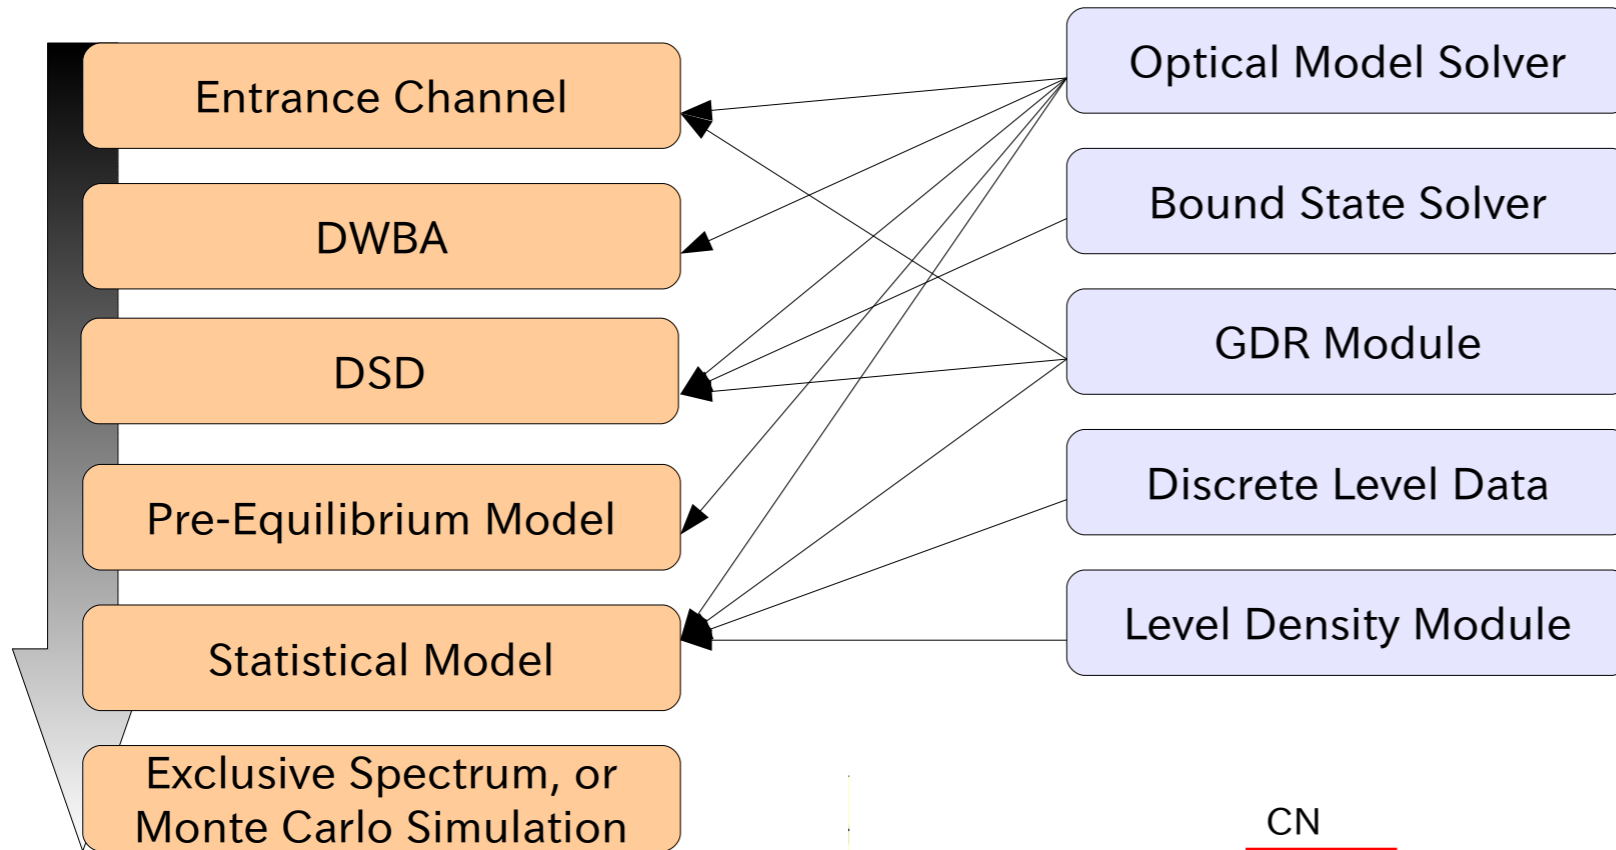 Entrance Channel
DWBA
DSD
Pre-Equilibrium Model
Statistical Model
Exclusive Spectrum, or
Monte Carlo Simulation
Optical Model Solver
Bound State Solver
GDR Module
Discrete Level Data
Level Density Module
CN